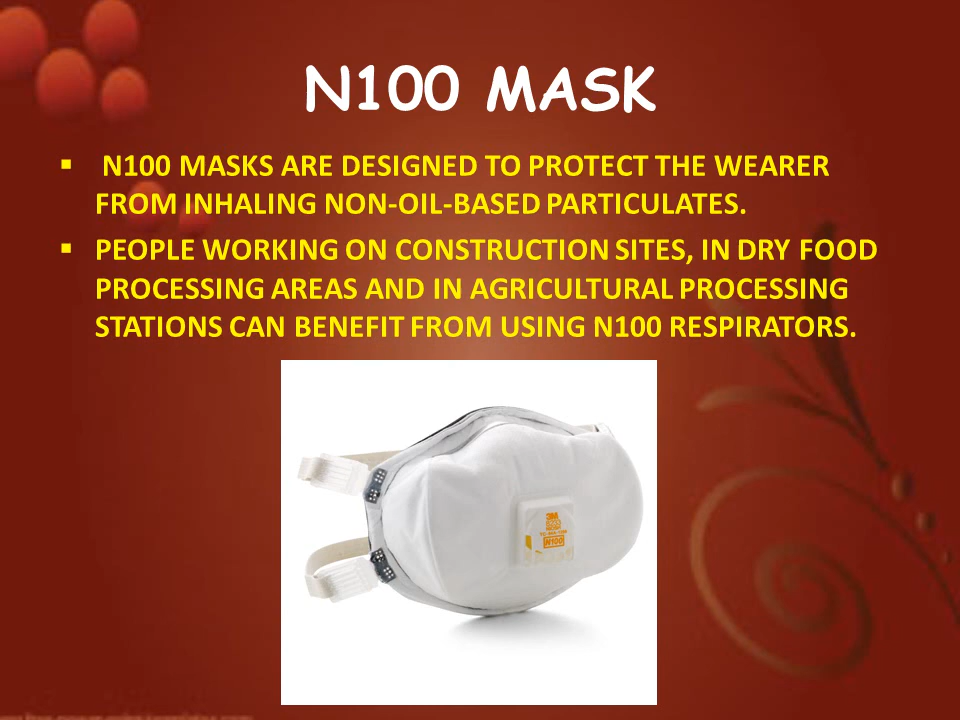 N100 MASK
▪ N100 MASKS ARE DESIGNED TO PROTECT THE WEARER
FROM INHALING NON-OIL-BASED PARTICULATES.
▪ PEOPLE WORKING ON CONSTRUCTION SITES, IN DRY FOOD
PROCESSING AREAS AND IN AGRICULTURAL PROCESSING
STATIONS CAN BENEFIT FROM USING N100 RESPIRATORS.
3M
N100